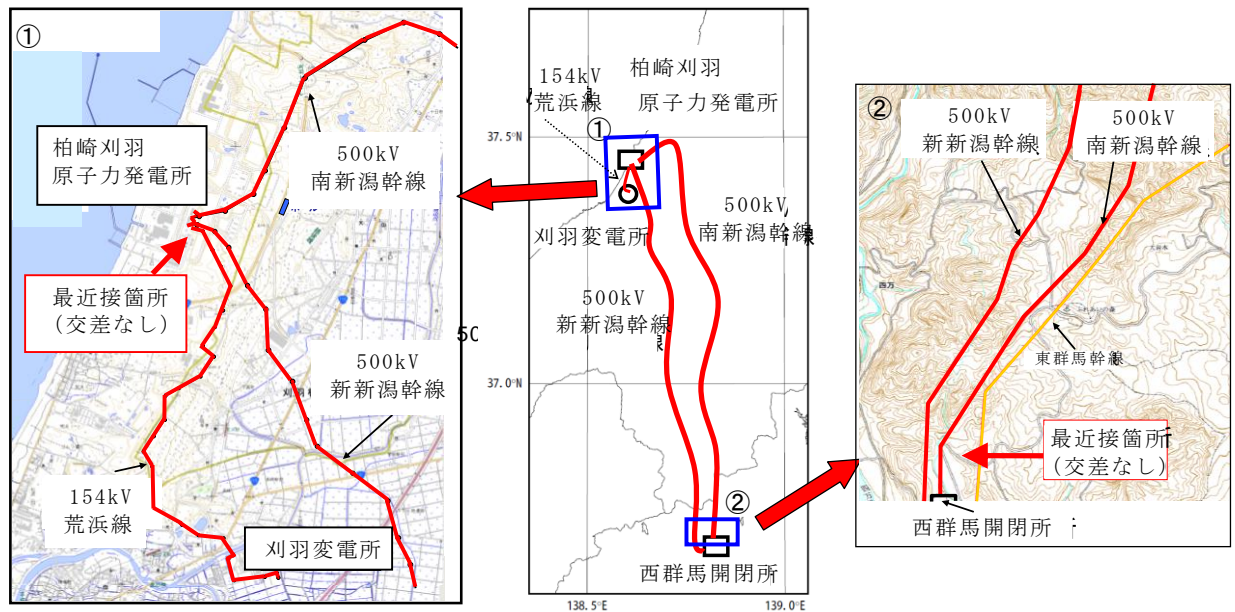 ①
柏崎刈羽
原子力発電所
500kV
南新潟幹線
最近接箇所
(交差なし)
500kV
新新潟幹線
154kV
荒浜線
刈羽変電所
柏崎刈羽
原子力発電所
154kV
荒浜線
37.5°N
①
刈羽変電所
500kV
南新潟幹線
線
500kV
新新潟幹線
線
50
37.0°N
②
西群馬開閉所
138.5°E
139.0°E
②
500kV
新新潟幹線
500kV
南新潟幹線
四万
東群馬幹線
最近接箇所
(交差なし)
西群馬開閉所